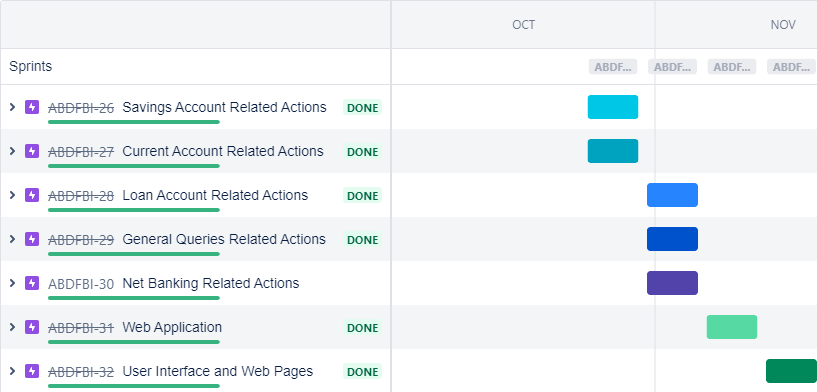 OCT NOV
Sprints ABDF... ABDF... ABDF... ABDF...
ABDFBI-26 Savings Account Related Actions DONE
ABDFBI-27 Current Account Related Actions DONE
ABDFBI-28 Loan Account Related Actions DONE
ABDFBI-29 General Queries Related Actions DONE
ABDFBI-30 Net Banking Related Actions
ABDFBI-31 Web Application DONE
ABDFBI-32 User Interface and Web Pages DONE